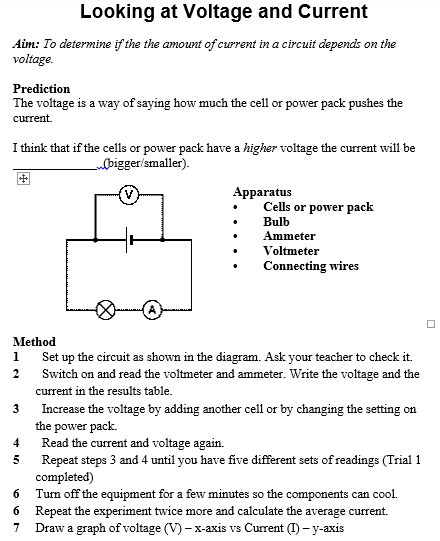 Looking at Voltage and Current
Aim: To determine if the the amount of current in a circuit depends on the
voltage.
Prediction
The voltage is a way of saying how much the cell or power pack pushes the
current.
I think that if the cells or power pack have a higher voltage the current will be
______________(bigger/smaller).
V
A
Apparatus
• Cells or power pack
• Bulb
• Ammeter
• Voltmeter
• Connecting wires
Method
1 Set up the circuit as shown in the diagram. Ask your teacher to check it.
2 Switch on and read the voltmeter and ammeter. Write the voltage and the
current in the results table.
3 Increase the voltage by adding another cell or by changing the setting on
the power pack.
4 Read the current and voltage again.
5 Repeat steps 3 and 4 until you have five different sets of readings (Trial 1
completed)
6 Turn off the equipment for a few minutes so the components can cool.
6 Repeat the experiment twice more and calculate the average current.
7 Draw a graph of voltage (V) – x-axis vs Current (I) – y-axis